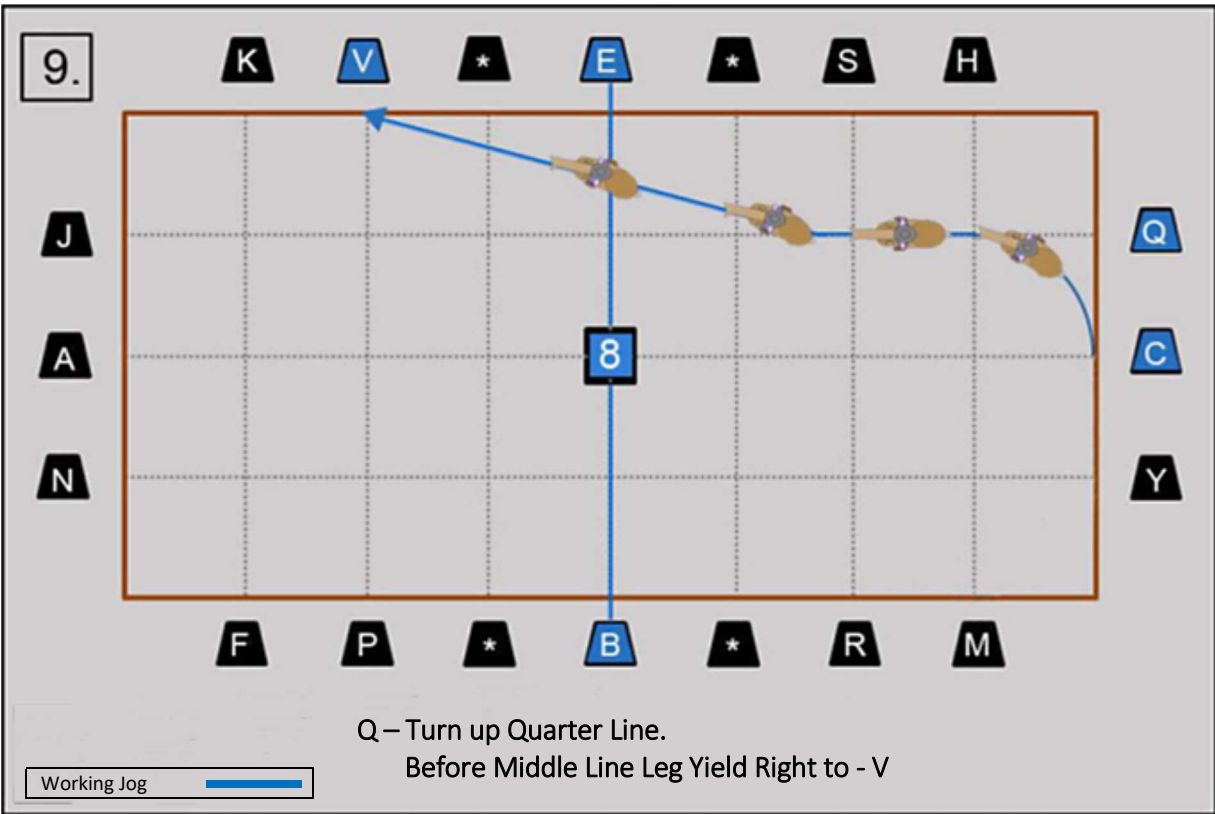 9.
K V * E * S H
J Q
8
A C
N Y
F P * B * R M
Q – Turn up Quarter Line.
Before Middle Line Leg Yield Right to - V
Working Jog